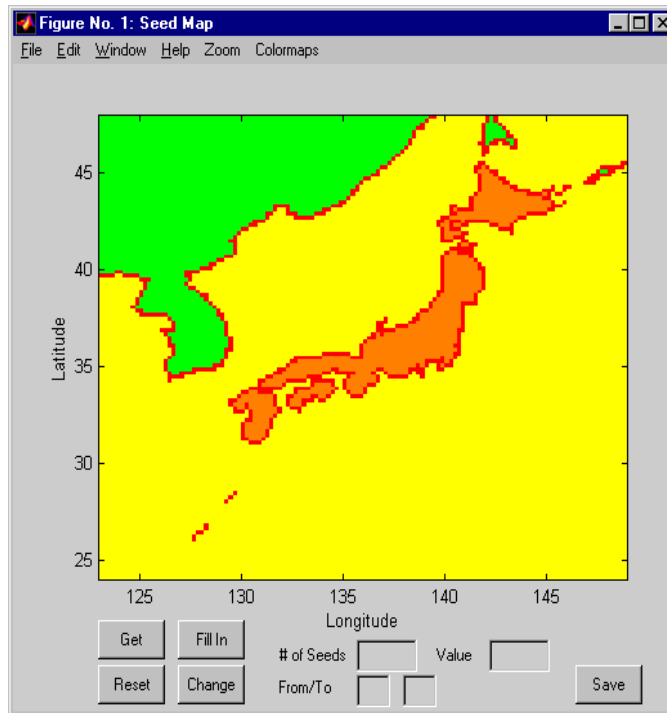 Figure No. 1: Seed Map
File Edit Window Help Zoom Colormaps
45
40
35
30
25
Latitude
125 130 135 140 145
Longitude
Get Fill In
# of Seeds Value
Reset Change
From/To
Save